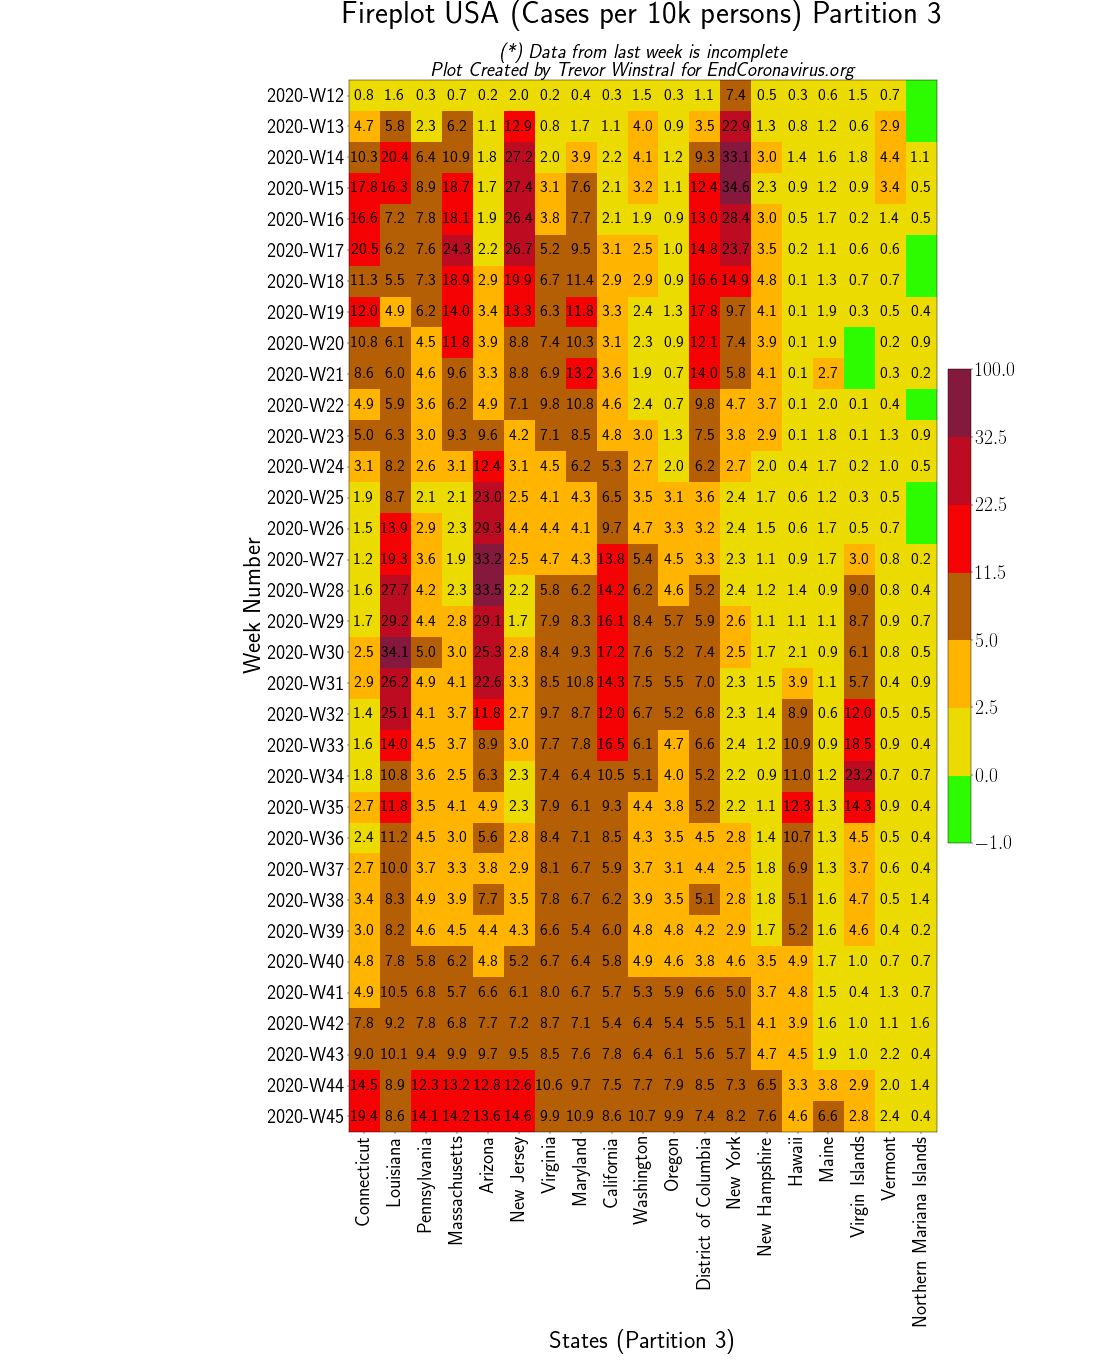 Fireplot USA (Cases per 10k persons) Partition 3
(*) Data from last week is incomplete
Plot Created by Trevor Winstral for EndCoronavirus.org
2020-W12 0.8 1.6 0.3 0.7 0.2 2.0 0.2 0.4 0.3 1.5 0.3 1.1 7.4 0.5 0.3 0.6 1.5 0.7
2020-W13 4.7 5.8 2.3 6.2 1.1 12.9 0.8 1.7 1.1 4.0 0.9 3.5 22.9 1.3 0.8 1.2 0.6 2.9
2020-W14 10.3 20.4 6.4 10.9 1.8 27.2 2.0 3.9 2.2 4.1 1.2 9.3 33.1 3.0 1.4 1.6 1.8 4.4 1.1
2020-W15 17.8 16.3 8.9 18.7 1.7 27.4 3.1 7.6 2.1 3.2 1.1 12.4 34.6 2.3 0.9 1.2 0.9 3.4 0.5
2020-W16 16.6 7.2 7.8 18.1 1.9 26.4 3.8 7.7 2.1 1.9 0.9 13.0 28.4 3.0 0.5 1.7 0.2 1.4 0.5
2020-W17 20.5 6.2 7.6 24.3 2.2 26.7 5.2 9.5 3.1 2.5 1.0 14.8 23.7 3.5 0.2 1.1 0.6 0.6
2020-W18 11.3 5.5 7.3 18.9 2.9 19.9 6.7 11.4 2.9 2.9 0.9 16.6 14.9 4.8 0.1 1.3 0.7 0.7
2020-W19 12.0 4.9 6.2 14.0 3.4 13.3 6.3 11.8 3.3 2.4 1.3 17.8 9.7 4.1 0.1 1.9 0.3 0.5 0.4
2020-W20 10.8 6.1 4.5 11.8 3.9 8.8 7.4 10.3 3.1 2.3 0.9 12.1 7.4 3.9 0.1 1.9 0.2 0.9
2020-W21 8.6 6.0 4.6 9.6 3.3 8.8 6.9 13.2 3.6 1.9 0.7 14.0 5.8 4.1 0.1 2.7 0.3 0.2
2020-W22 4.9 5.9 3.6 6.2 4.9 7.1 9.8 10.8 4.6 2.4 0.7 9.8 4.7 3.7 0.1 2.0 0.1 0.4
2020-W23 5.0 6.3 3.0 9.3 9.6 4.2 7.1 8.5 4.8 3.0 1.3 7.5 3.8 2.9 0.1 1.8 0.1 1.3 0.9
2020-W24 3.1 8.2 2.6 3.1 12.4 3.1 4.5 6.2 5.3 2.7 2.0 6.2 2.7 2.0 0.4 1.7 0.2 1.0 0.5
2020-W25 1.9 8.7 2.1 2.1 23.0 2.5 4.1 4.3 6.5 3.5 3.1 3.6 2.4 1.7 0.6 1.2 0.3 0.5
2020-W26 1.5 13.9 2.9 2.3 29.3 4.4 4.4 4.1 9.7 4.7 3.3 3.2 2.4 1.5 0.6 1.7 0.5 0.7
2020-W27 1.2 19.3 3.6 1.9 33.2 2.5 4.7 4.3 13.8 5.4 4.5 3.3 2.3 1.1 0.9 1.7 3.0 0.8 0.2
2020-W28 1.6 27.7 4.2 2.3 33.5 2.2 5.8 6.2 14.2 6.2 4.6 5.2 2.4 1.2 1.4 0.9 9.0 0.8 0.4
2020-W29 1.7 29.2 4.4 2.8 29.1 1.7 7.9 8.3 16.1 8.4 5.7 5.9 2.6 1.1 1.1 1.1 8.7 0.9 0.7
2020-W30 2.5 34.1 5.0 3.0 25.3 2.8 8.4 9.3 17.2 7.6 5.2 7.4 2.5 1.7 2.1 0.9 6.1 0.8 0.5
2020-W31 2.9 26.2 4.9 4.1 22.6 3.3 8.5 10.8 14.3 7.5 5.5 7.0 2.3 1.5 3.9 1.1 5.7 0.4 0.9
2020-W32 1.4 25.1 4.1 3.7 11.8 2.7 9.7 8.7 12.0 6.7 5.2 6.8 2.3 1.4 8.9 0.6 12.0 0.5 0.5
2020-W33 1.6 14.0 4.5 3.7 8.9 3.0 7.7 7.8 16.5 6.1 4.7 6.6 2.4 1.2 10.9 0.9 18.5 0.9 0.4
2020-W34 1.8 10.8 3.6 2.5 6.3 2.3 7.4 6.4 10.5 5.1 4.0 5.2 2.2 0.9 11.0 1.2 23.2 0.7 0.7
2020-W35 2.7 11.8 3.5 4.1 4.9 2.3 7.9 6.1 9.3 4.4 3.8 5.2 2.2 1.1 12.3 1.3 14.3 0.9 0.4
2020-W36 2.4 11.2 4.5 3.0 5.6 2.8 8.4 7.1 8.5 4.3 3.5 4.5 2.8 1.4 10.7 1.3 4.5 0.5 0.4
2020-W37 2.7 10.0 3.7 3.3 3.8 2.9 8.1 6.7 5.9 3.7 3.1 4.4 2.5 1.8 6.9 1.3 3.7 0.6 0.4
2020-W38 3.4 8.3 4.9 3.9 7.7 3.5 7.8 6.7 6.2 3.9 3.5 5.1 2.8 1.8 5.1 1.6 4.7 0.5 1.4
2020-W39 3.0 8.2 4.6 4.5 4.4 4.3 6.6 5.4 6.0 4.8 4.8 4.2 2.9 1.7 5.2 1.6 4.6 0.4 0.2
2020-W40 4.8 7.8 5.8 6.2 4.8 5.2 6.7 6.4 5.8 4.9 4.6 3.8 4.6 3.5 4.9 1.7 1.0 0.7 0.7
2020-W41 4.9 10.5 6.8 5.7 6.6 6.1 8.0 6.7 5.7 5.3 5.9 6.6 5.0 3.7 4.8 1.5 0.4 1.3 0.7
2020-W42 7.8 9.2 7.8 6.8 7.7 7.2 8.7 7.1 5.4 6.4 5.4 5.5 5.1 4.1 3.9 1.6 1.0 1.1 1.6
2020-W43 9.0 10.1 9.4 9.9 9.7 9.5 8.5 7.6 7.8 6.4 6.1 5.6 5.7 4.7 4.5 1.9 1.0 2.2 0.4
2020-W44 14.5 8.9 12.3 13.2 12.8 12.6 10.6 9.7 7.5 7.7 7.9 8.5 7.3 6.5 3.3 3.8 2.9 2.0 1.4
2020-W45 19.4 8.6 14.1 14.2 13.6 14.6 9.9 10.9 8.6 10.7 9.9 7.4 8.2 7.6 4.6 6.6 2.8 2.4 0.4
Week Number
100.0
32.5
22.5
11.5
5.0
2.5
0.0
−1.0
Connecticut
Louisiana
Pennsylvania
Massachusetts
Arizona
New Jersey
Virginia
Maryland
California
Washington
Oregon
District of Columbia
New York
New Hampshire
Hawaii
Maine
Virgin Islands
Vermont
Northern Mariana Islands
States (Partition 3)